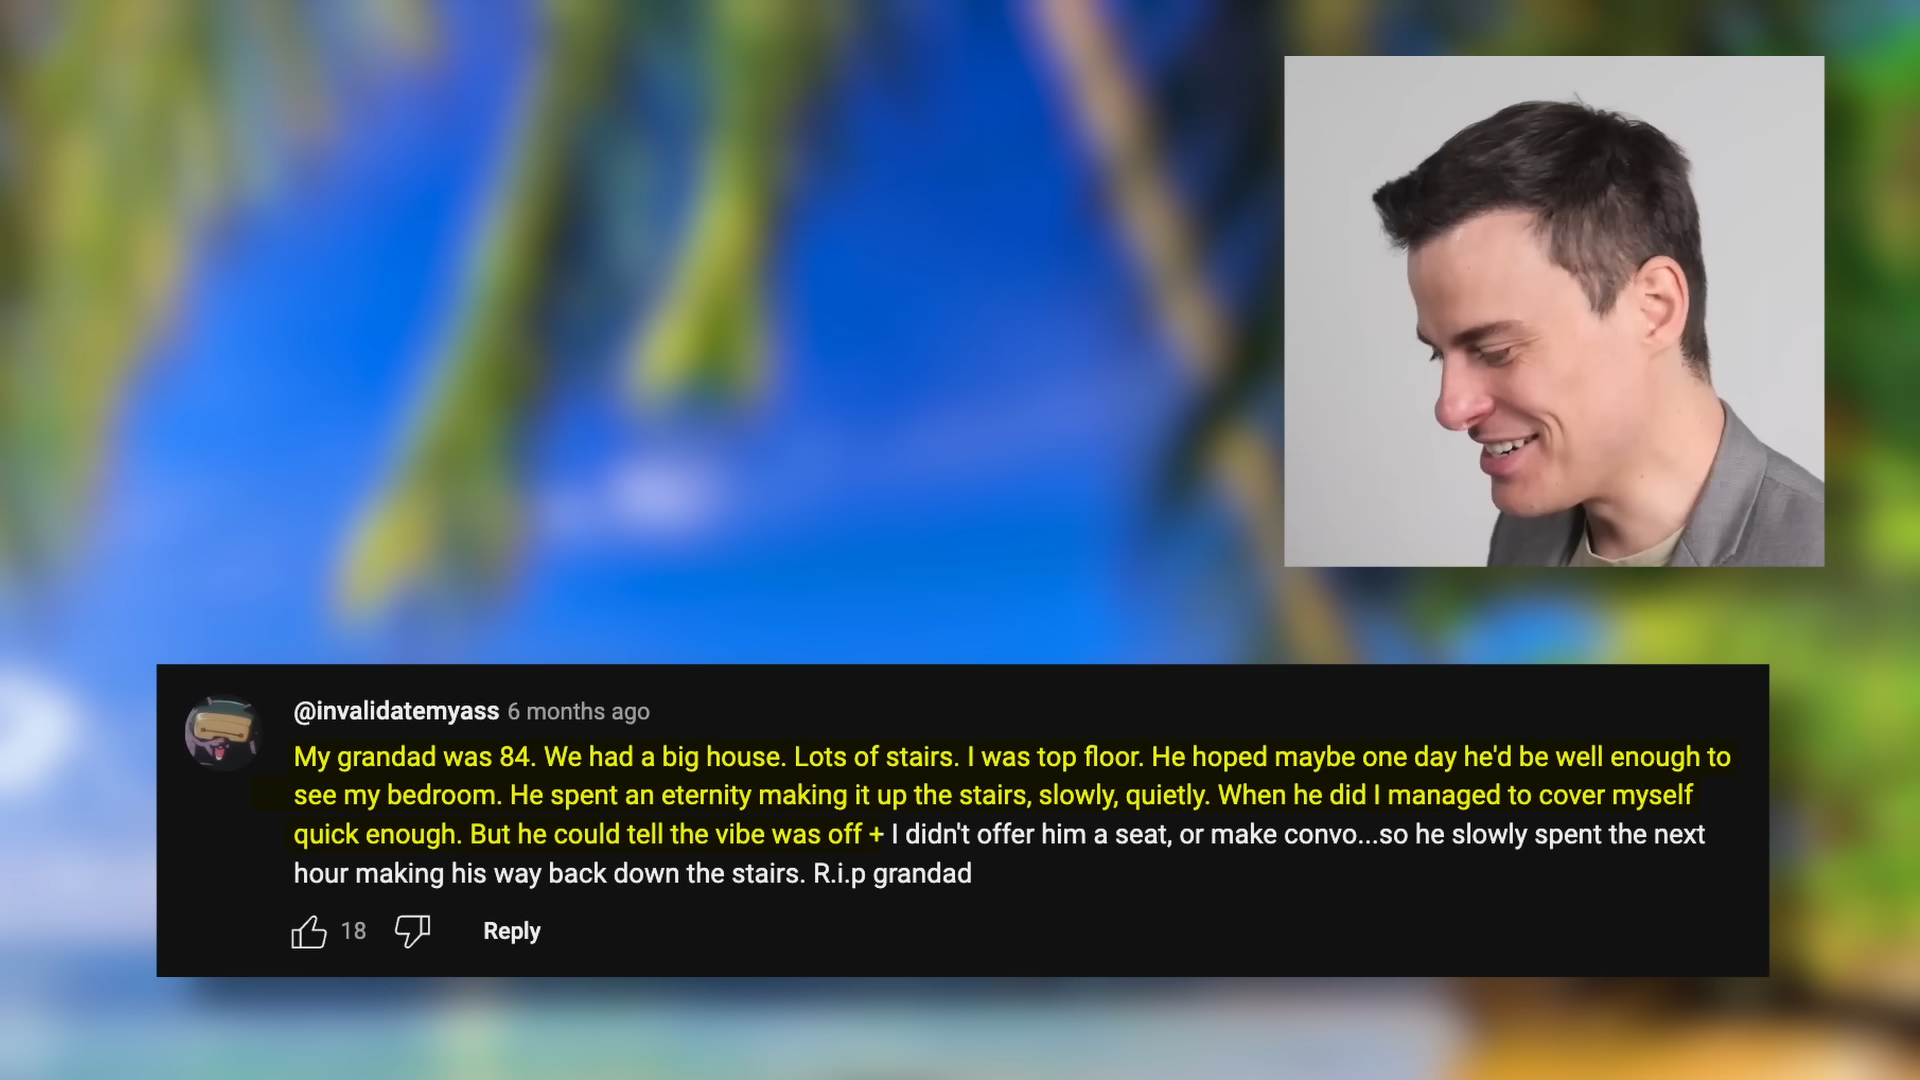 @invalidatemyass 6 months ago
My grandad was 84. We had a big house. Lots of stairs. I was top floor. He hoped maybe one day he'd be well enough to
see my bedroom. He spent an eternity making it up the stairs, slowly, quietly. When he did I managed to cover myself
quick enough. But he could tell the vibe was off + I didn't offer him a seat, or make convo...so he slowly spent the next
hour making his way back down the stairs. R.i.p grandad
18 Reply